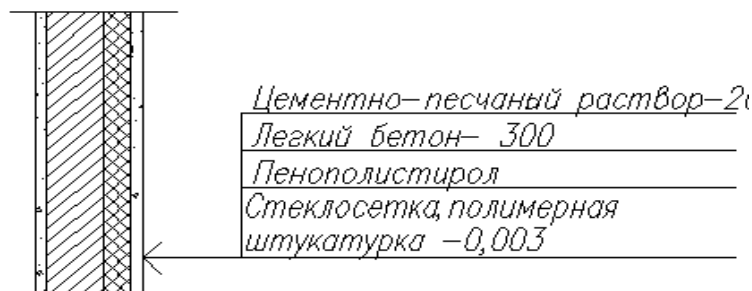 Цементно-песчаный раствор-2
Легкий бетон- 300
Пенополистирол
Стеклосетка,полимерная
штукатурка -0,003